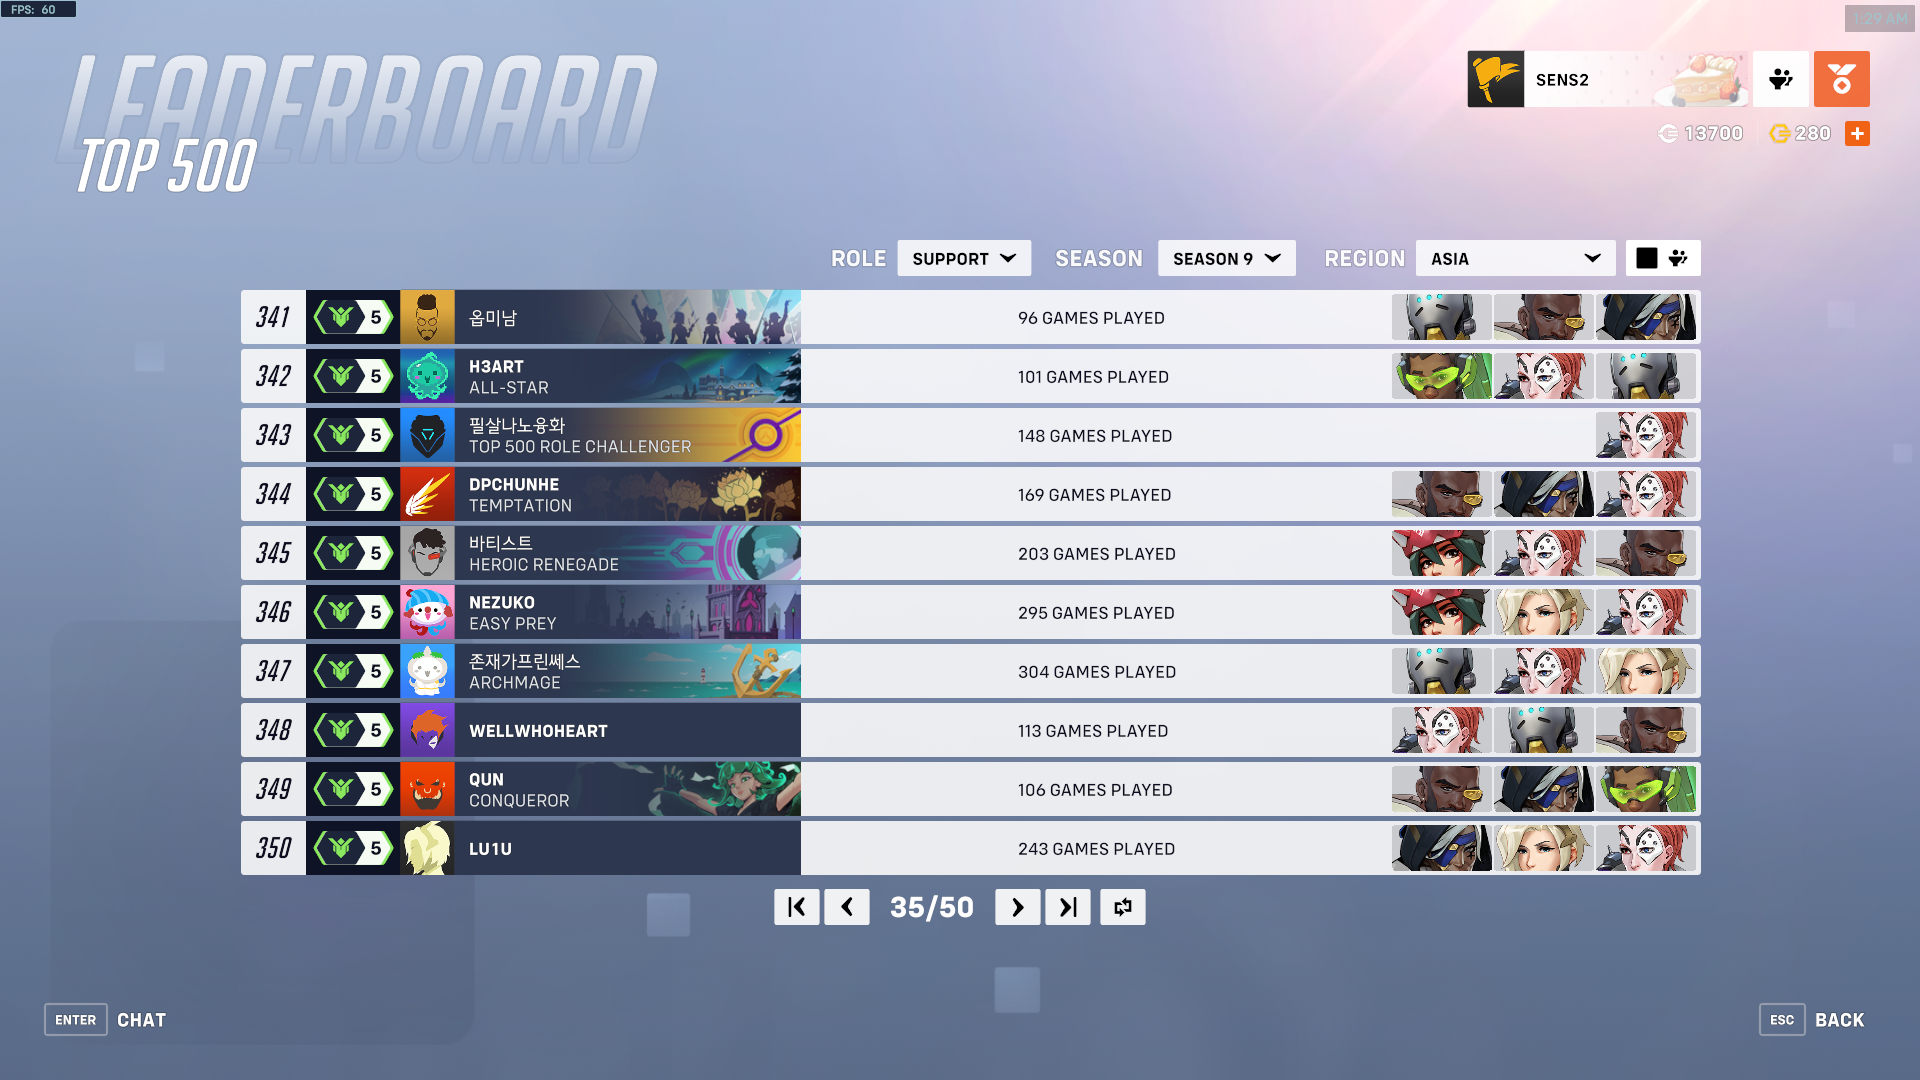 FPS: 60
1:29 AM
LEADERBOARD
TOP 500
SENS2
13700
280
ROLE SUPPORT SEASON SEASON 9 REGION ASIA
341 5 옵미남 96 GAMES PLAYED
342 5 H3ART ALL-STAR 101 GAMES PLAYED
343 5 필살나노융화 TOP 500 ROLE CHALLENGER 148 GAMES PLAYED
344 5 DPCHUNHE TEMPTATION 169 GAMES PLAYED
345 5 바티스트 HEROIC RENEGADE 203 GAMES PLAYED
346 5 NEZUKO EASY PREY 295 GAMES PLAYED
347 5 존재가프린쎄스 ARCHMAGE 304 GAMES PLAYED
348 5 WELLWHOHEART 113 GAMES PLAYED
349 5 QUN CONQUEROR 106 GAMES PLAYED
350 5 LU1U 243 GAMES PLAYED
35/50
ENTER CHAT
ESC BACK